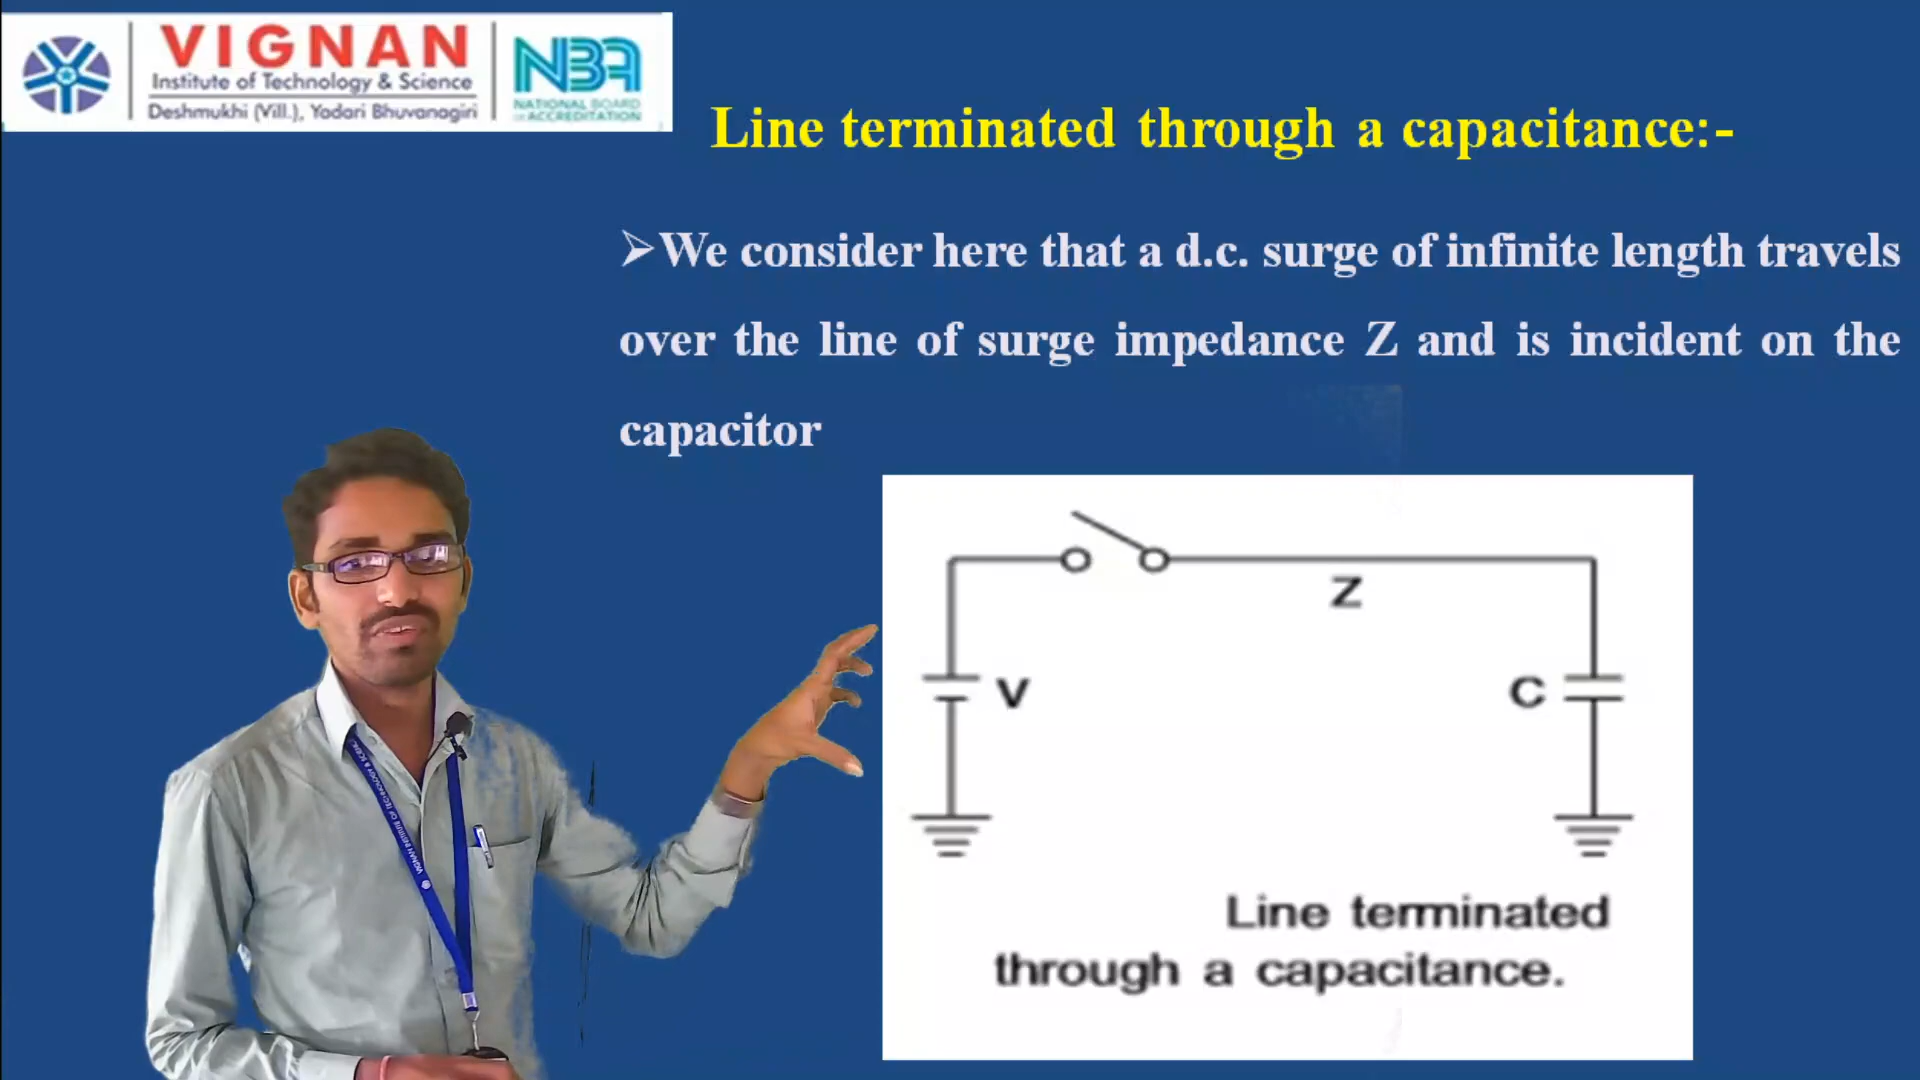 VIGNAN
Institute of Technology & Science
Deshmukhi (Vill.), Yadari Bhuvanagiri
NBA
NATIONAL BOARD
OF ACCREDITATION
Line terminated through a capacitance:-
➢We consider here that a d.c. surge of infinite length travels
over the line of surge impedance Z and is incident on the
capacitor
Z
V
C
Line terminated
through a capacitance.